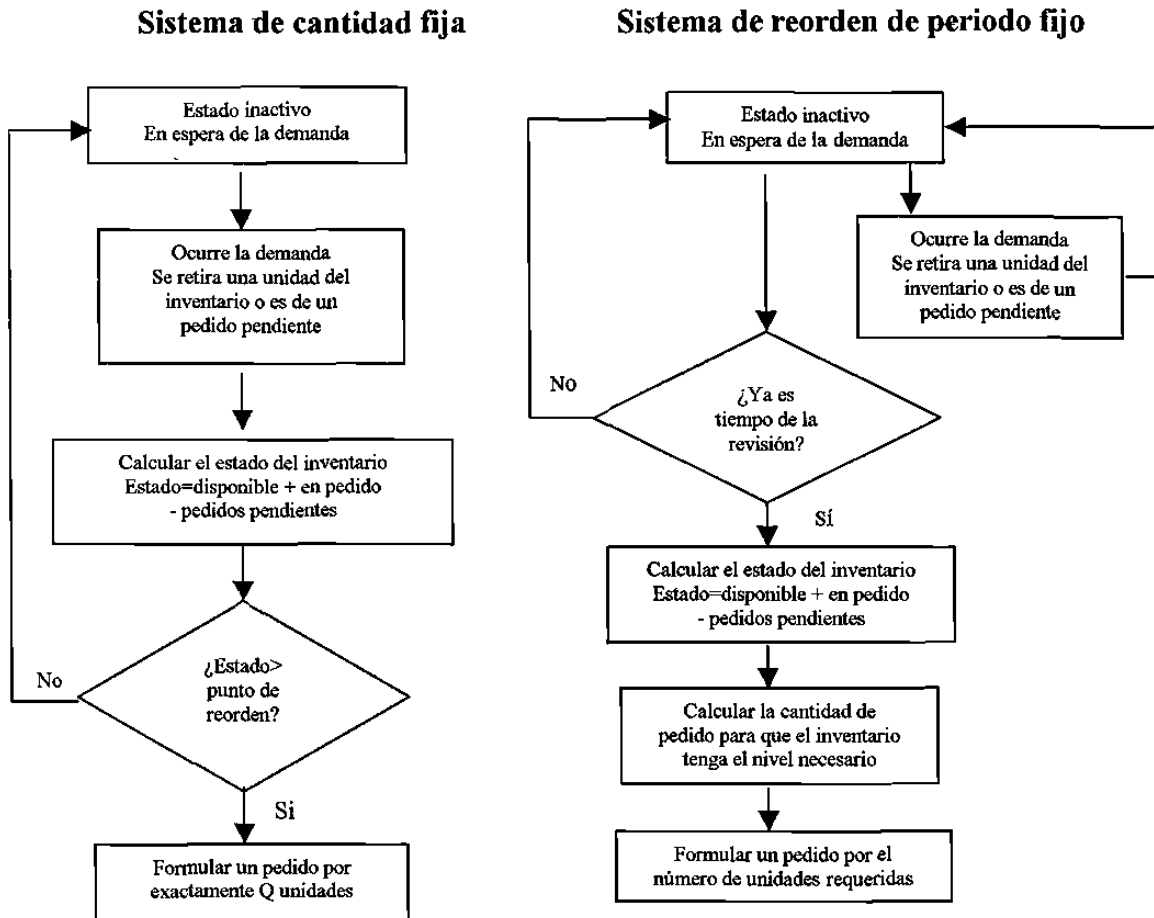 Sistema de cantidad fija
Estado inactivo
En espera de la demanda
Ocurre la demanda
Se retira una unidad del
inventario o es de un
pedido pendiente
Calcular el estado del inventario
Estado=disponible + en pedido
- pedidos pendientes
¿Estado>
punto de
reorden?
No
Si
Formular un pedido por
exactamente Q unidades
Sistema de reorden de periodo fijo
Estado inactivo
En espera de la demanda
Ocurre la demanda
Se retira una unidad del
inventario o es de un
pedido pendiente
No
¿Ya es
tiempo de la
revisión?
Sí
Calcular el estado del inventario
Estado=disponible + en pedido
- pedidos pendientes
Calcular la cantidad de
pedido para que el inventario
tenga el nivel necesario
Formular un pedido por el
número de unidades requeridas